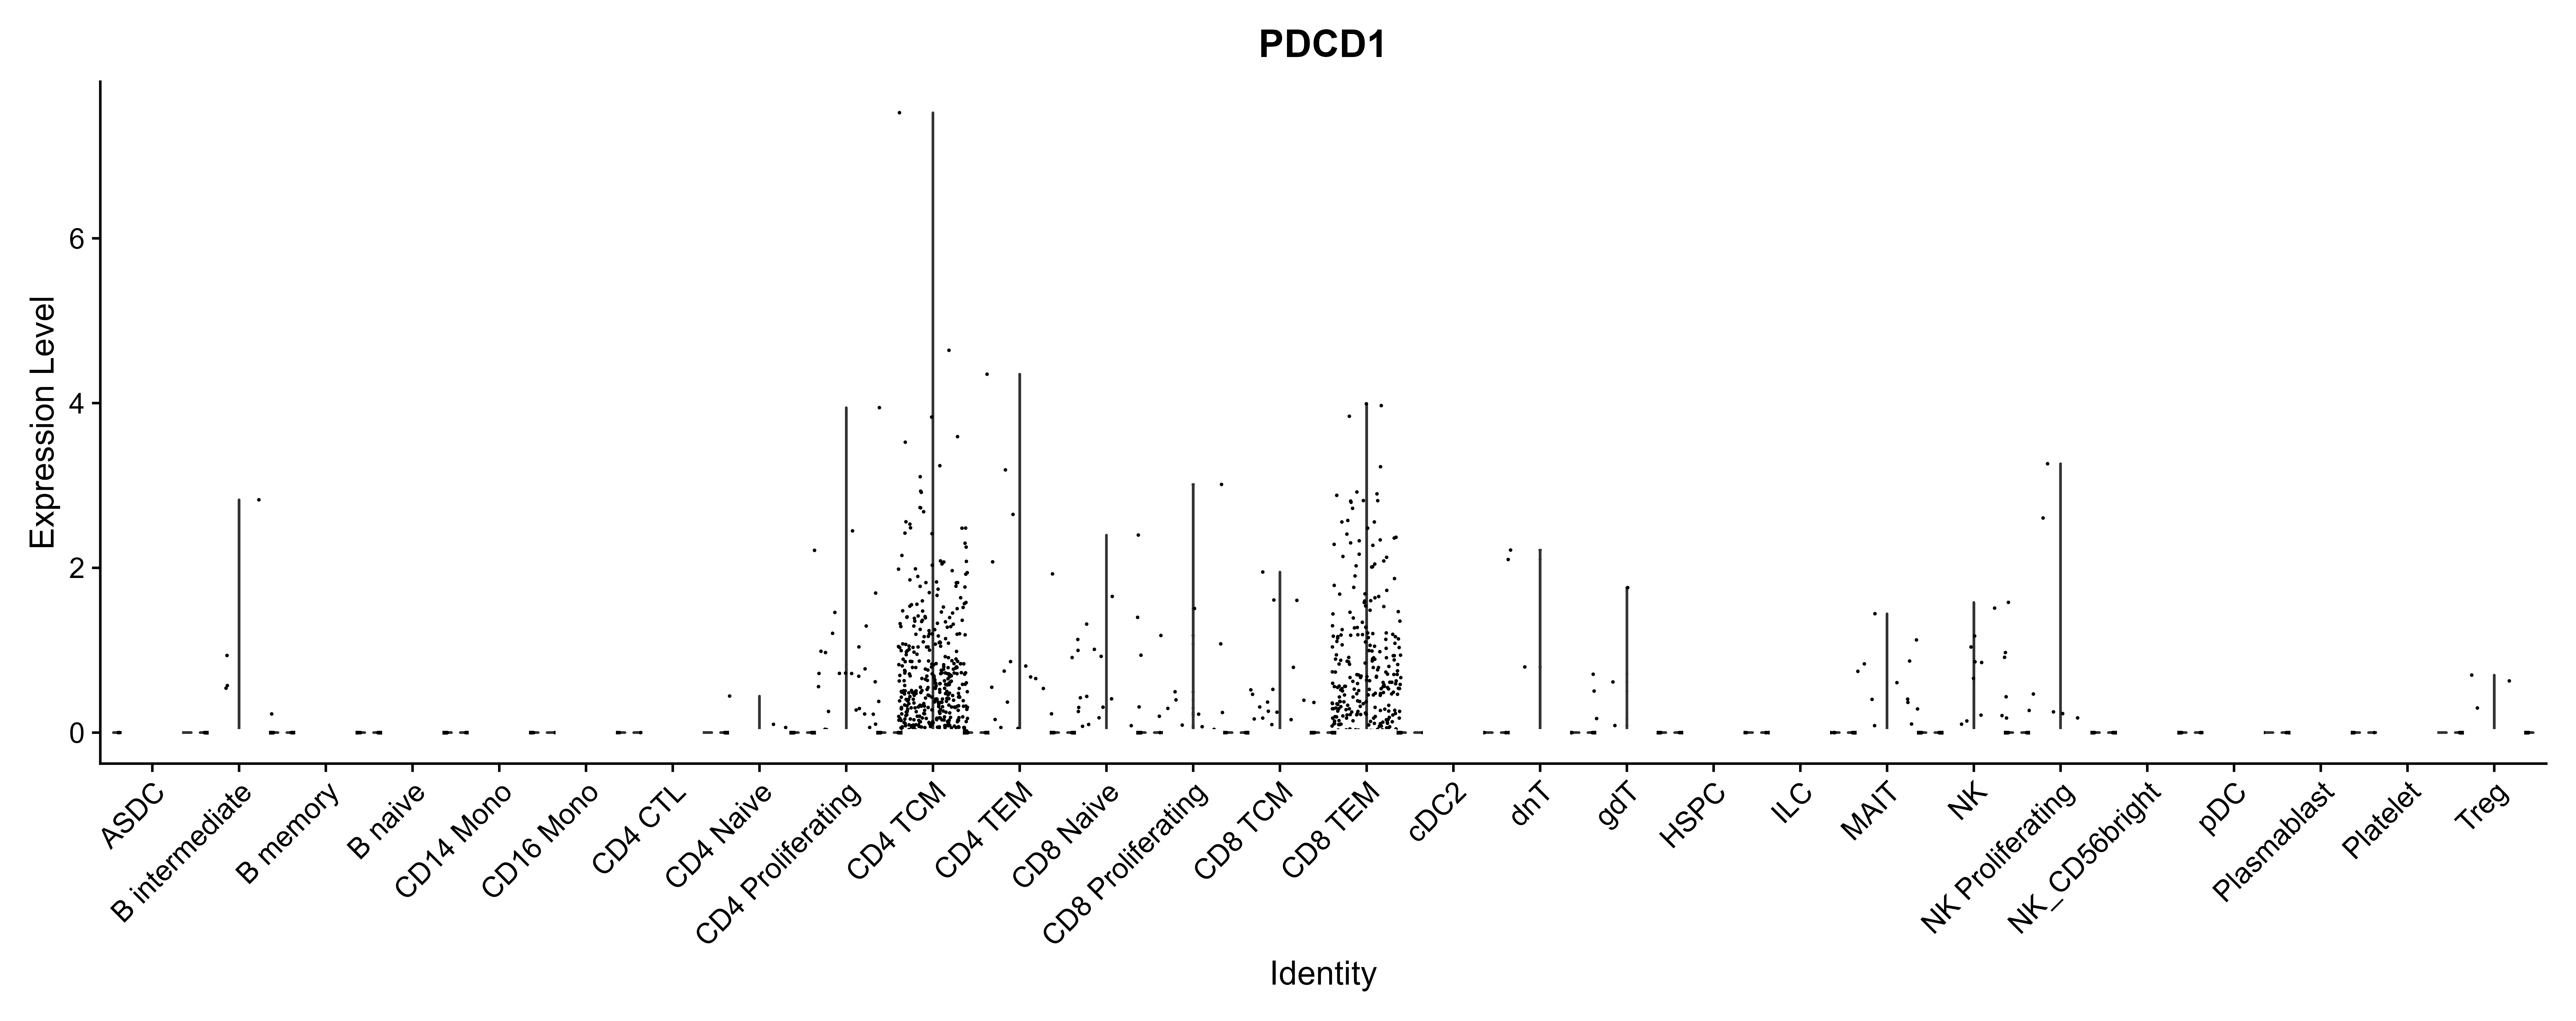 PDCD1
Expression Level
6
4
2
0
ASDC
B intermediate
B memory
B naive
CD14 Mono
CD16 Mono
CD4 CTL
CD4 Naive
CD4 Proliferating
CD4 TCM
CD4 TEM
CD8 Naive
CD8 Proliferating
CD8 TCM
CD8 TEM
cDC2
dnT
gdT
HSPC
ILC
MAIT
NK
NK Proliferating
NK_CD56bright
pDC
Plasmablast
Platelet
Treg
Identity